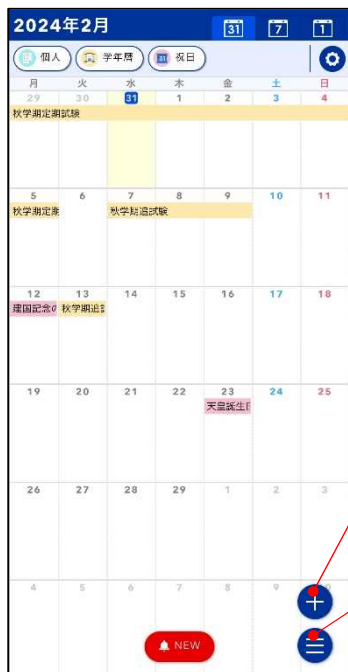 2024年2月 31 7 1
個人 学年暦 祝日
月 火 水 木 金 土 日
29 30 31 1 2 3 4
秋学期定期試験
5 6 7 8 9 10 11
秋学期定期 秋学期追試験
12 13 14 15 16 17 18
建国記念の 秋学期追試
19 20 21 22 23 24 25
天皇誕生日
26 27 28 29 1 2 3
4 5 6 7 8 9
NEW